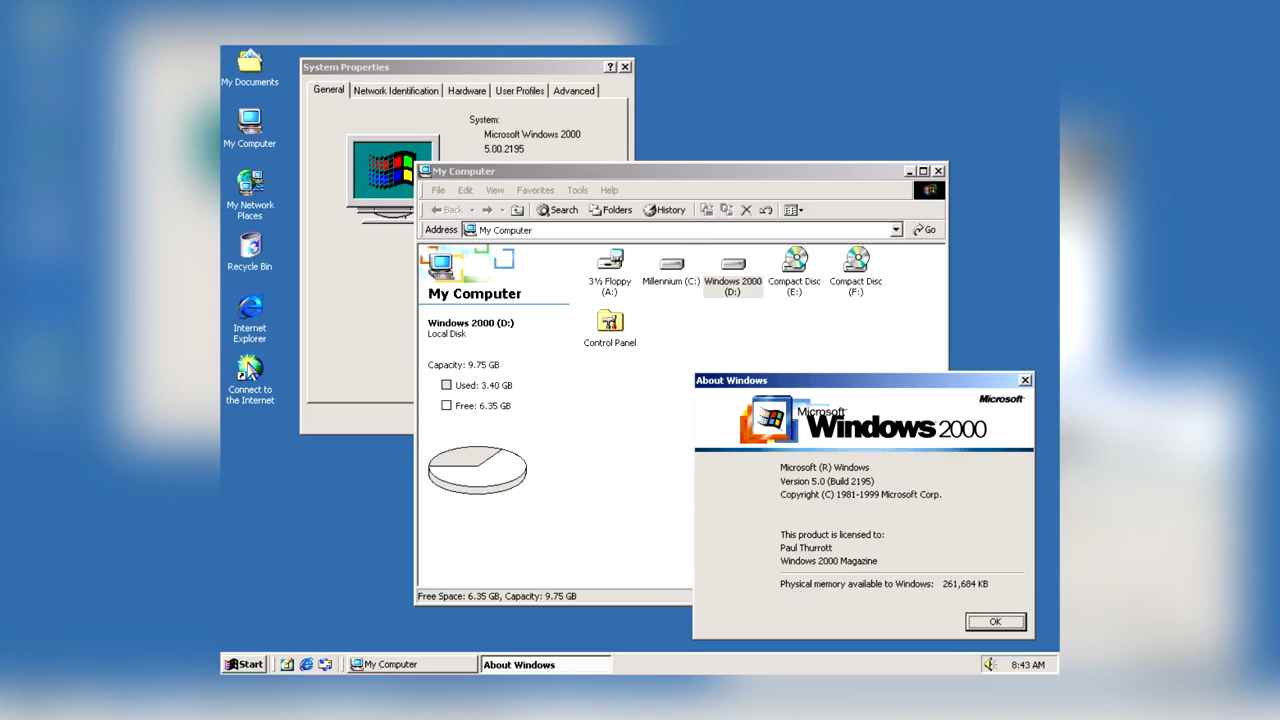 My Documents
My Computer
My Network
Places
Recycle Bin
Internet
Explorer
Connect to
the Internet
System Properties
General Network Identification Hardware User Profiles Advanced
System:
Microsoft Windows 2000
5.00.2195
My Computer
File Edit View Favorites Tools Help
Back Search Folders History
Address My Computer Go
My Computer
Windows 2000 (D:)
Local Disk
Capacity: 9.75 GB
Used: 3.40 GB
Free: 6.35 GB
3½ Floppy
(A:)
Millennium (C:)
Windows 2000
(D:)
Compact Disc
(E:)
Compact Disc
(F:)
Control Panel
Free Space: 6.35 GB, Capacity: 9.75 GB
About Windows
Microsoft
Microsoft
Windows 2000
Microsoft (R) Windows
Version 5.0 (Build 2195)
Copyright (C) 1981-1999 Microsoft Corp.
This product is licensed to:
Paul Thurrott
Windows 2000 Magazine
Physical memory available to Windows: 261,684 KB
OK
Start My Computer About Windows 8:43 AM